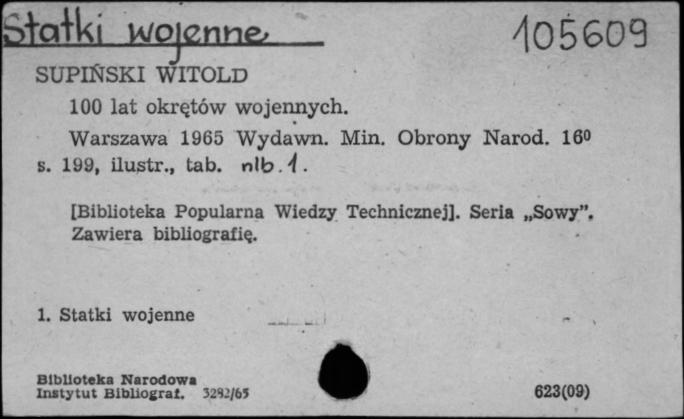 Statki wojenne 105609
SUPIŃSKI WITOLD
100 lat okrętów wojennych.
Warszawa 1965 Wydawn. Min. Obrony Narod. 16⁰
s. 199, ilustr., tab. nlb. 1.
[Biblioteka Popularna Wiedzy Technicznej]. Seria „Sowy”.
Zawiera bibliografię.
1. Statki wojenne
Biblioteka Narodowa
Instytut Bibliograf. 3282/65 623(09)